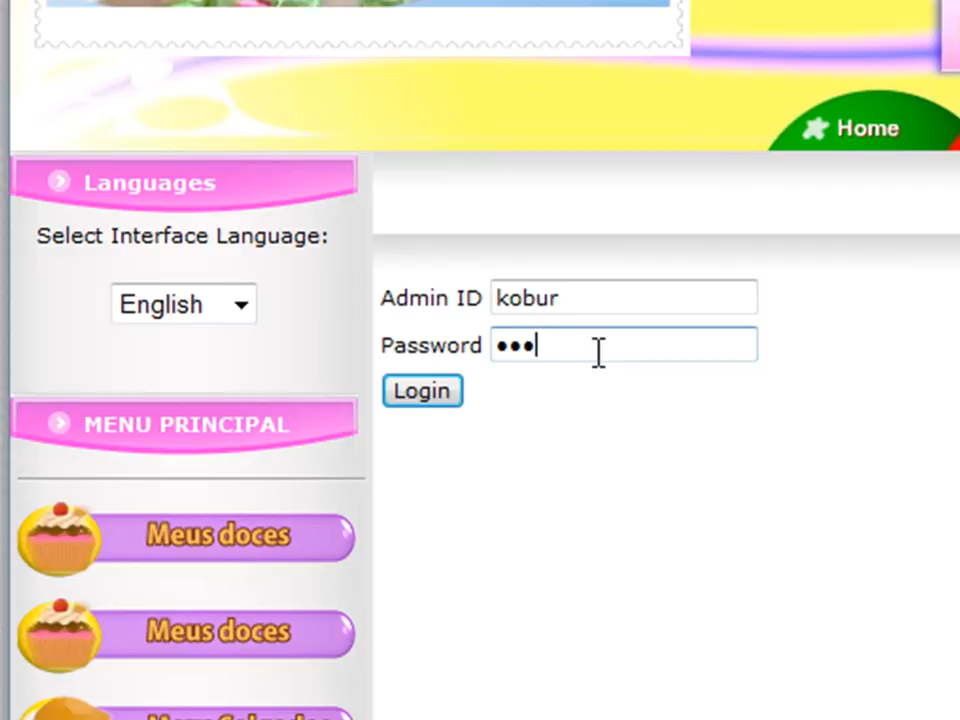 Home
Languages
Select Interface Language:
English
Admin ID kobur
Password •••
Login
MENU PRINCIPAL
Meus doces
Meus doces